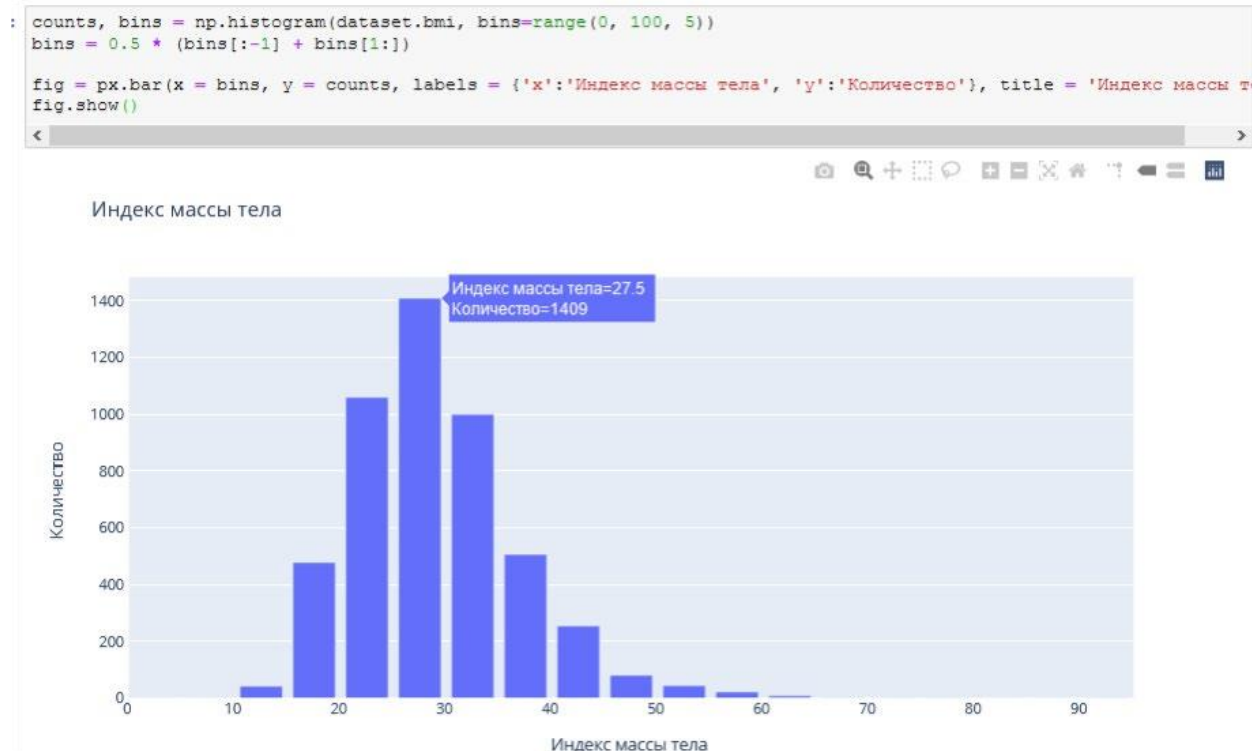 counts, bins = np.histogram(dataset.bmi, bins=range(0, 100, 5))
bins = 0.5 * (bins[:-1] + bins[1:])
fig = px.bar(x = bins, y = counts, labels = {'x':'Индекс массы тела', 'y':'Количество'}, title = 'Индекс массы т
fig.show()
Индекс массы тела
Индекс массы тела=27.5
Количество=1409
1400
1200
1000
800
600
400
200
0
Количество
0 10 20 30 40 50 60 70 80 90
Индекс массы тела